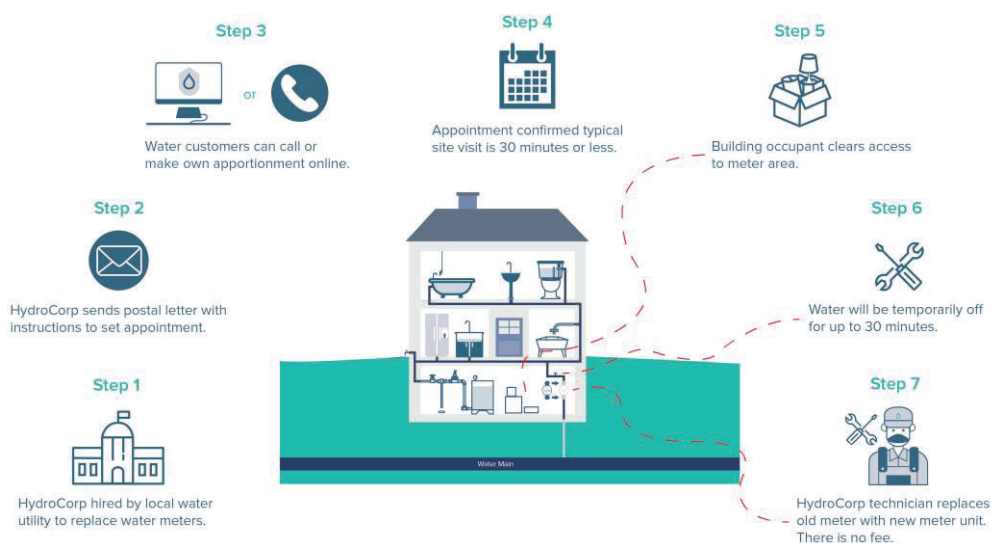 Step 1
HydroCorp hired by local water
utility to replace water meters.
Step 2
HydroCorp sends postal letter with
instructions to set appointment.
Step 3
or
Water customers can call or
make own apportionment online.
Step 4
Appointment confirmed typical
site visit is 30 minutes or less.
Step 5
Building occupant clears access
to meter area.
Step 6
Water will be temporarily off
for up to 30 minutes.
Step 7
HydroCorp technician replaces
old meter with new meter unit.
There is no fee.
Water Main